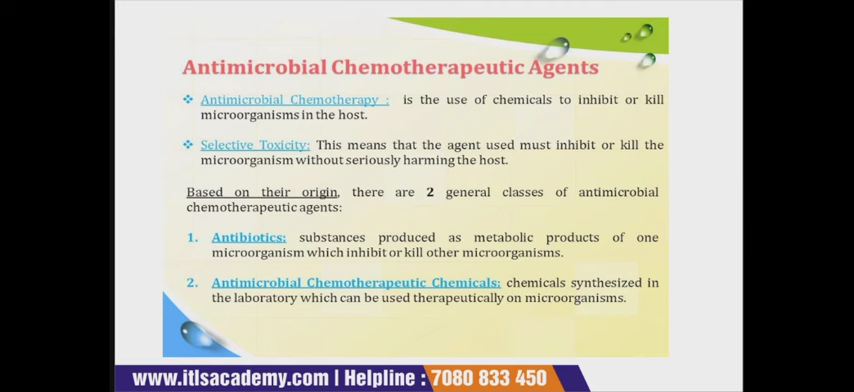 Antimicrobial Chemotherapeutic Agents
❖ Antimicrobial Chemotherapy : is the use of chemicals to inhibit or kill
microorganisms in the host.
❖ Selective Toxicity: This means that the agent used must inhibit or kill the
microorganism without seriously harming the host.
Based on their origin, there are 2 general classes of antimicrobial
chemotherapeutic agents:
1. Antibiotics: substances produced as metabolic products of one
microorganism which inhibit or kill other microorganisms.
2. Antimicrobial Chemotherapeutic Chemicals: chemicals synthesized in
the laboratory which can be used therapeutically on microorganisms.
www.itlsacademy.com | Helpline : 7080 833 450